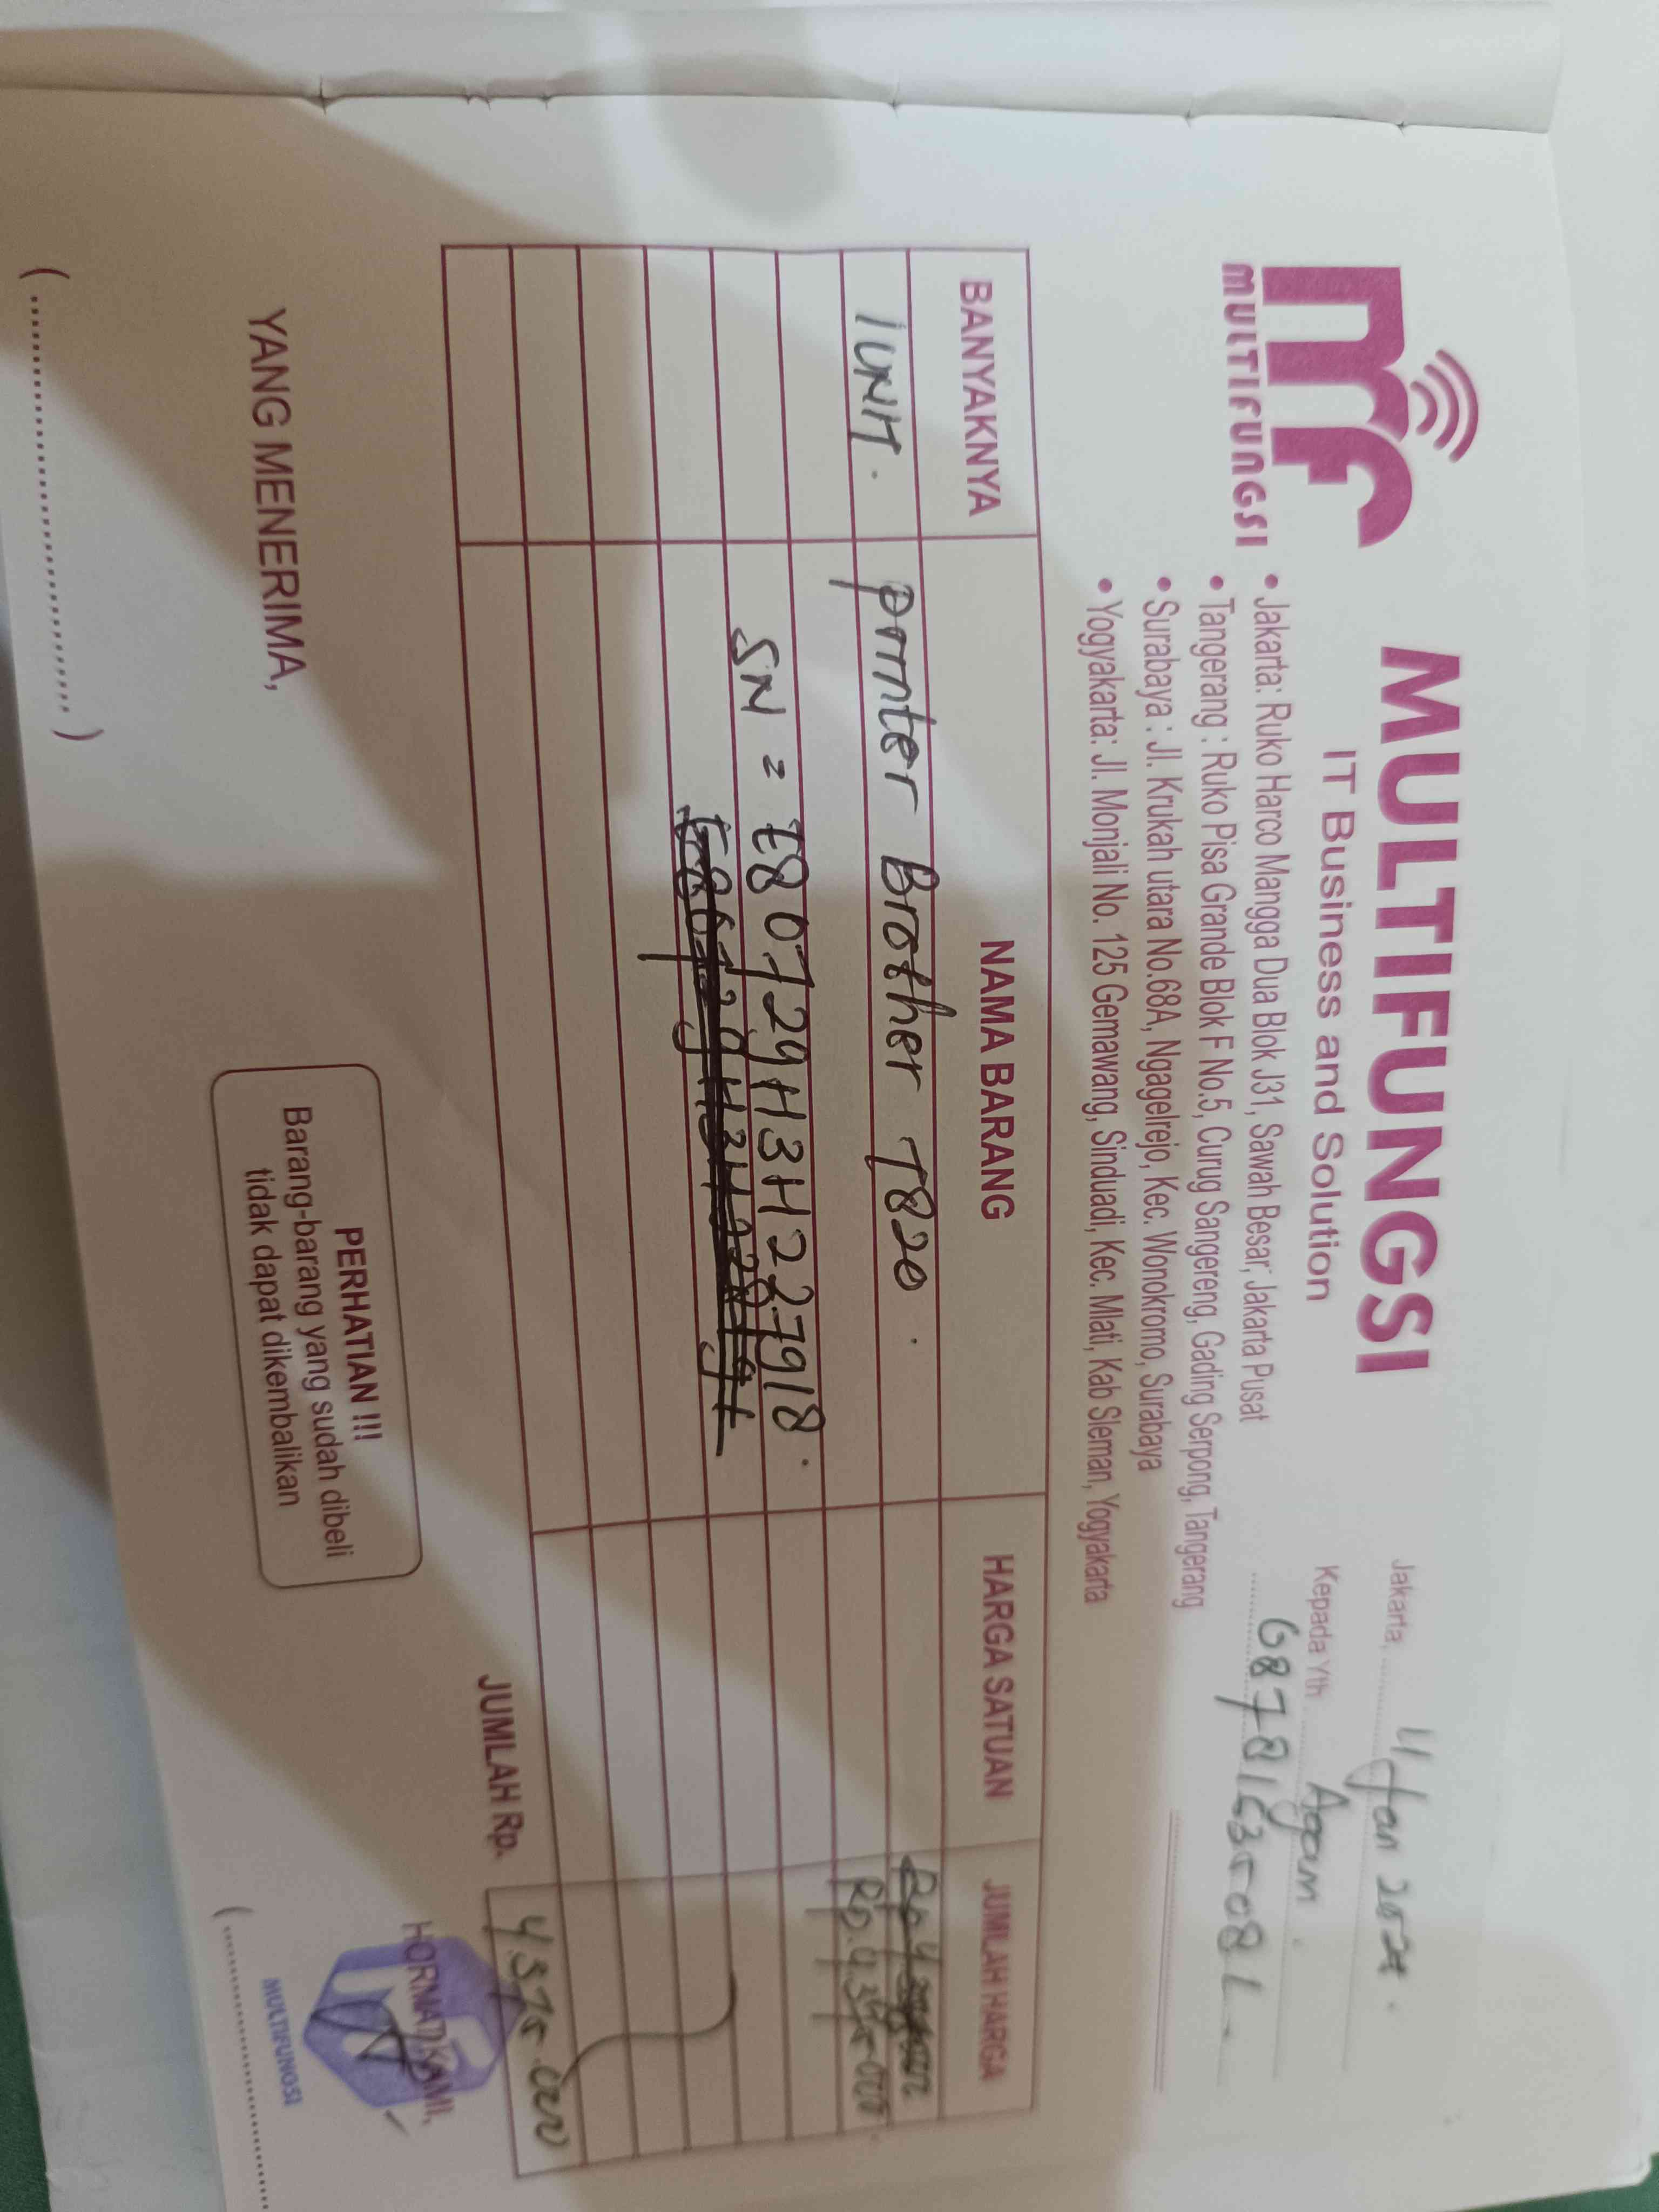 MULTIFUNGSI
MULTIFUNGSI
IT Business and Solution
• Jakarta: Ruko Harco Mangga Dua Blok J31, Sawah Besar, Jakarta Pusat
• Tangerang : Ruko Pisa Grande Blok F No.5, Curug Sangereng, Gading Serpong, Tangerang
• Surabaya : Jl. Krukah utara No.68A, Ngagelrejo, Kec. Wonokromo, Surabaya
• Yogyakarta: Jl. Monjali No. 125 Gemawang, Sinduadi, Kec. Mlati, Kab Sleman, Yogyakarta
Jakarta, 11 Jan
Kepada Yth Agam
BANYAKNYA NAMA BARANG HARGA SATUAN JUMLAH HARGA
1 UNIT. Printer Brother T820. Rp. 4.375.000
SN = E80729H3H227918.
JUMLAH Rp. 4375.000
YANG MENERIMA,
PERHATIAN !!!
Barang-barang yang sudah dibeli
tidak dapat dikembalikan
HORMAT KAMI,
MULTIFUNGSI